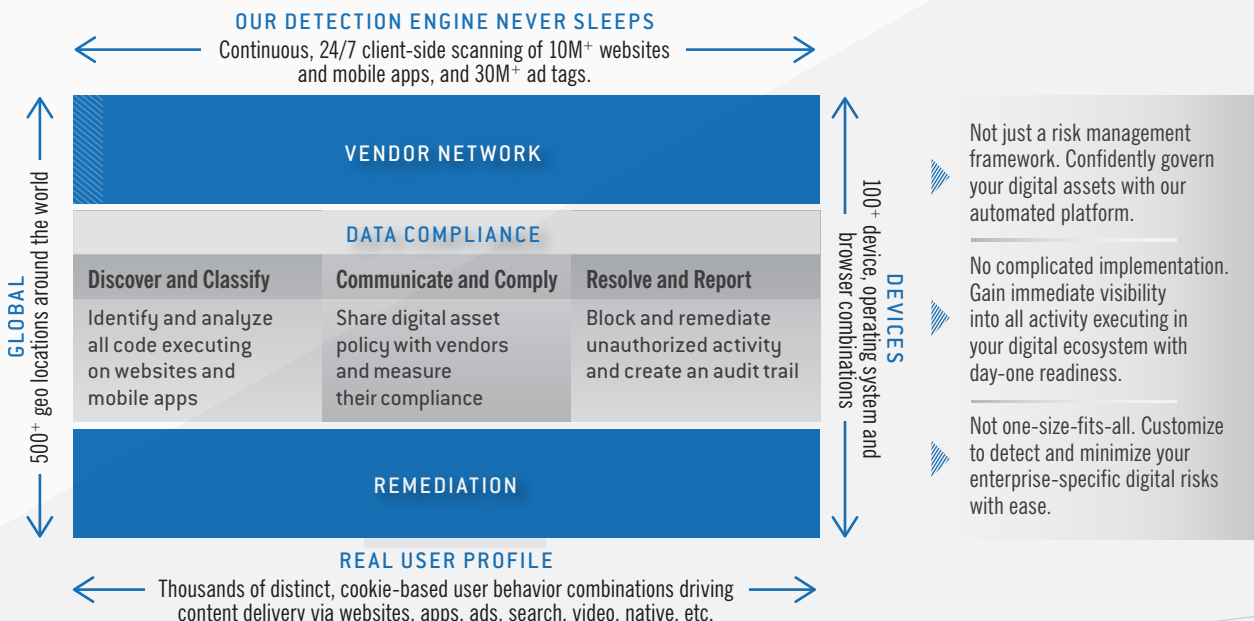 OUR DETECTION ENGINE NEVER SLEEPS
Continuous, 24/7 client-side scanning of 10M+ websites
and mobile apps, and 30M+ ad tags.
GLOBAL
500+ geo locations around the world
VENDOR NETWORK
DATA COMPLIANCE
Discover and Classify
Identify and analyze
all code executing
on websites and
mobile apps
Communicate and Comply
Share digital asset
policy with vendors
and measure
their compliance
Resolve and Report
Block and remediate
unauthorized activity
and create an audit trail
REMEDIATION
DEVICES
100+ device, operating system and
browser combinations
REAL USER PROFILE
Thousands of distinct, cookie-based user behavior combinations driving
content delivery via websites, apps, ads, search, video, native, etc.
Not just a risk management
framework. Confidently govern
your digital assets with our
automated platform.
No complicated implementation.
Gain immediate visibility
into all activity executing in
your digital ecosystem with
day-one readiness.
Not one-size-fits-all. Customize
to detect and minimize your
enterprise-specific digital risks
with ease.